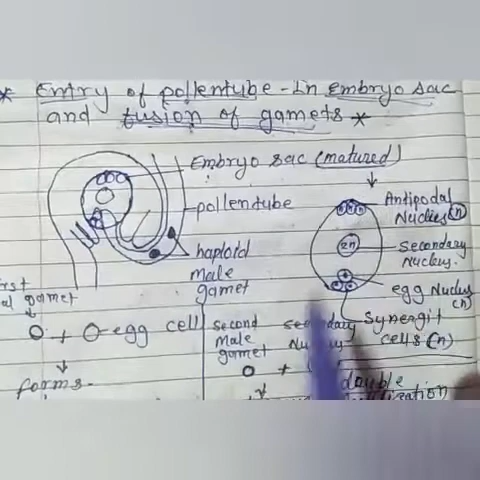 * Entry of pollentube - In Embryo sac
and fusion of gamets *
Embryo sac (matured)
pollentube
haploid
male
gamet
Antipodal
Nucleus (n)
2n
secondary
Nucleus.
egg Nucleus
(n)
Synergit
cells (n)
gamet
+ egg cell
forms.
second
male
gamet
+
double